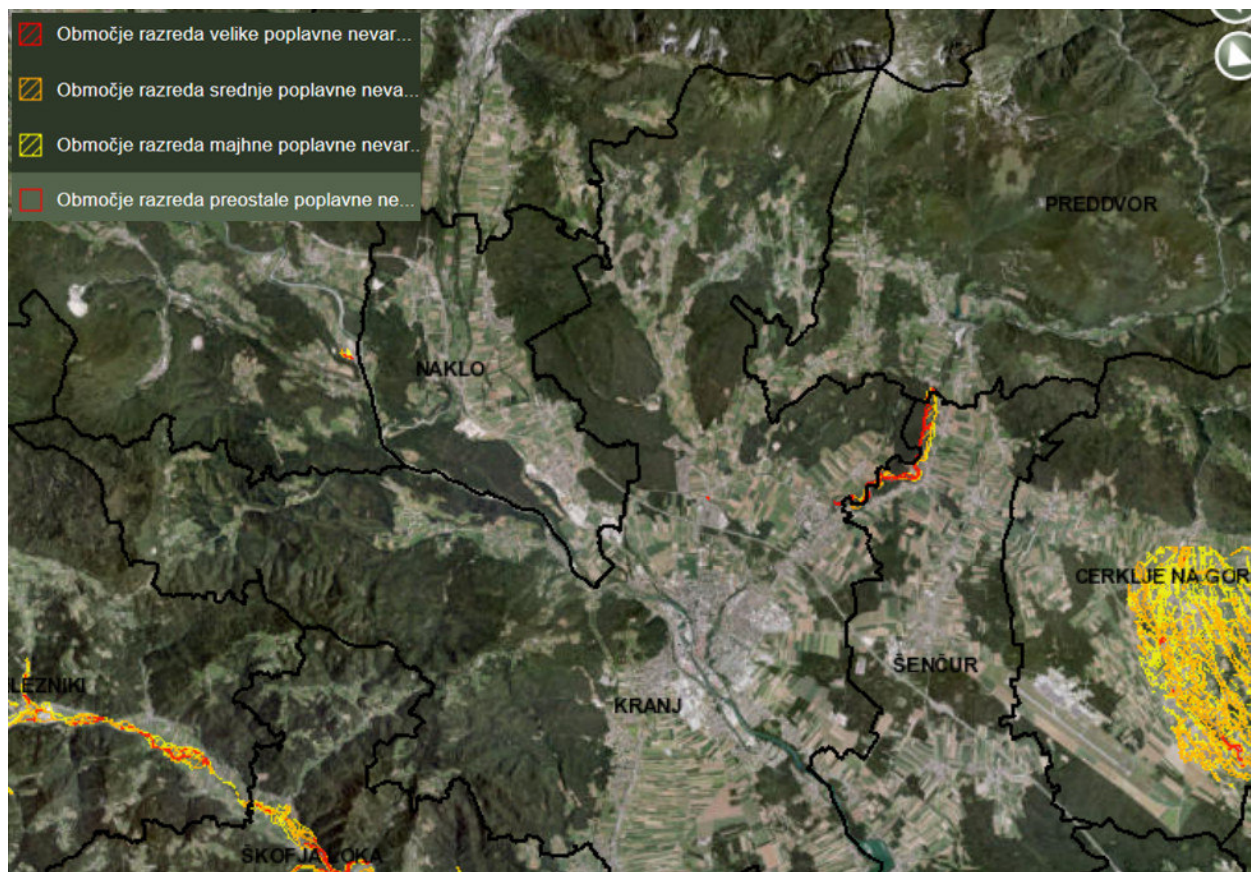 Območje razreda velike poplavne nevar...
Območje razreda srednje poplavne neva...
Območje razreda majhne poplavne nevar...
Območje razreda preostale poplavne ne...
PREDDVOR
NAKLO
CERKLJE NA GOR
ŠENČUR
LEZNIKI
KRANJ
ŠKOFJA LOKA